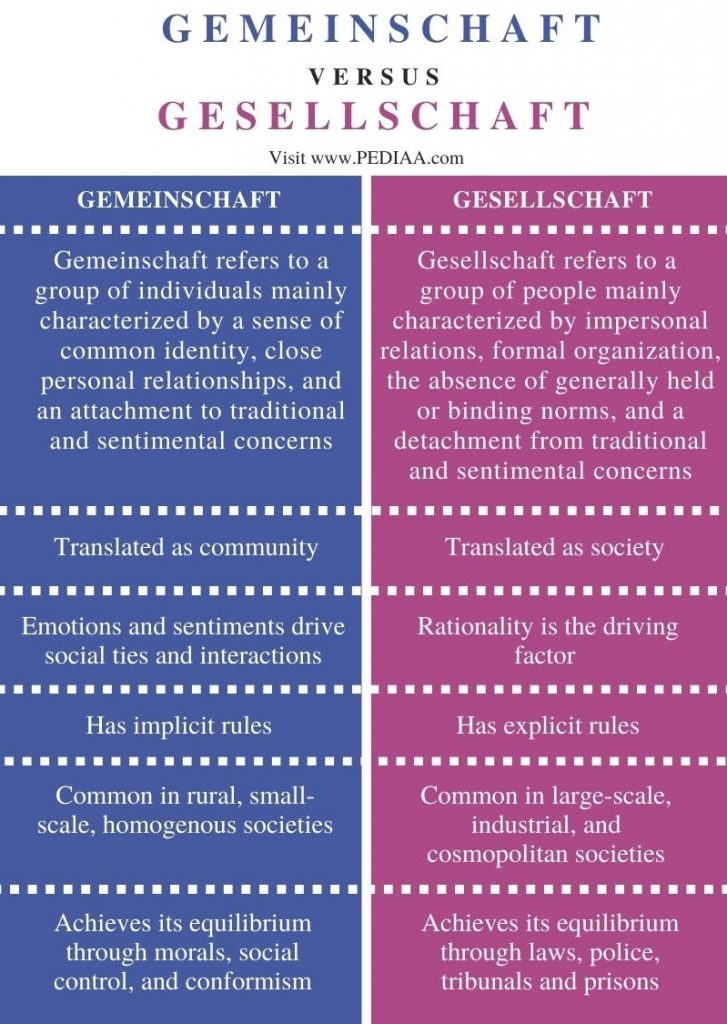 GEMEINSCHAFT
VERSUS
GESELLSCHAFT
Visit www.PEDIAA.com
GEMEINSCHAFT
Gemeinschaft refers to a
group of individuals mainly
characterized by a sense of
common identity, close
personal relationships, and
an attachment to traditional
and sentimental concerns
Translated as community
Emotions and sentiments drive
social ties and interactions
Has implicit rules
Common in rural, small-
scale, homogenous societies
Achieves its equilibrium
through morals, social
control, and conformism
GESELLSCHAFT
Gesellschaft refers to a
group of people mainly
characterized by impersonal
relations, formal organization,
the absence of generally held
or binding norms, and a
detachment from traditional
and sentimental concerns
Translated as society
Rationality is the driving
factor
Has explicit rules
Common in large-scale,
industrial, and
cosmopolitan societies
Achieves its equilibrium
through laws, police,
tribunals and prisons